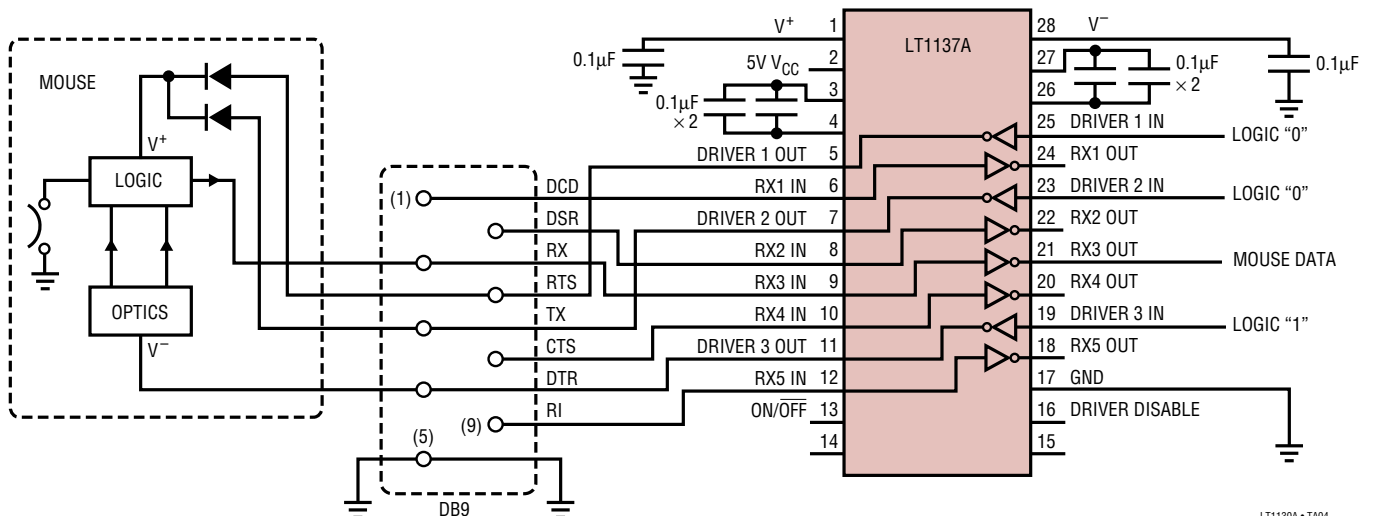 MOUSE
V+
LOGIC
OPTICS
V−
(1)
DCD
DSR
RX
RTS
TX
CTS
DTR
(9)
RI
(5)
DB9
0.1µF
V+
1
5V VCC
2
3
0.1µF
× 2
4
DRIVER 1 OUT
5
RX1 IN
6
DRIVER 2 OUT
7
RX2 IN
8
RX3 IN
9
RX4 IN
10
DRIVER 3 OUT
11
RX5 IN
12
ON/O̅F̅F̅
13
14
LT1137A
28
V−
27
0.1µF
× 2
0.1µF
26
25
DRIVER 1 IN
LOGIC “0”
24
RX1 OUT
23
DRIVER 2 IN
LOGIC “0”
22
RX2 OUT
21
RX3 OUT
MOUSE DATA
20
RX4 OUT
19
DRIVER 3 IN
LOGIC “1”
18
RX5 OUT
17
GND
16
DRIVER DISABLE
15